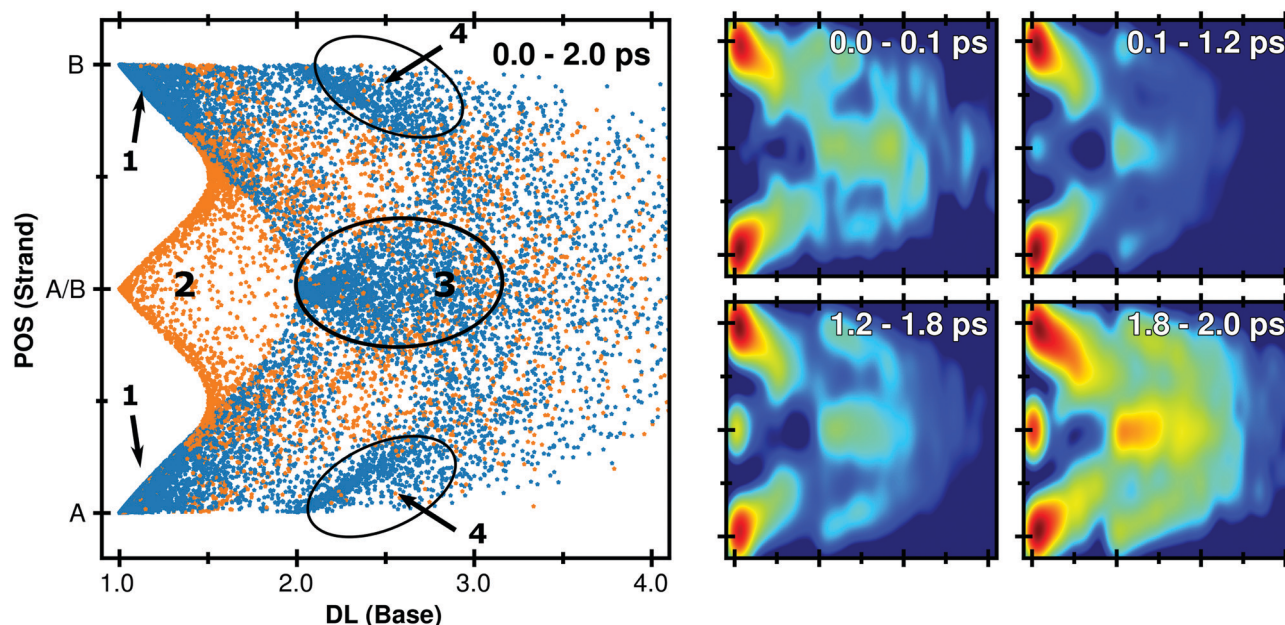 0.0 - 2.0 ps
B
A/B
A
POS (Strand)
1
1
2
3
4
4
1.0
2.0
3.0
4.0
DL (Base)
0.0 - 0.1 ps
0.1 - 1.2 ps
1.2 - 1.8 ps
1.8 - 2.0 ps